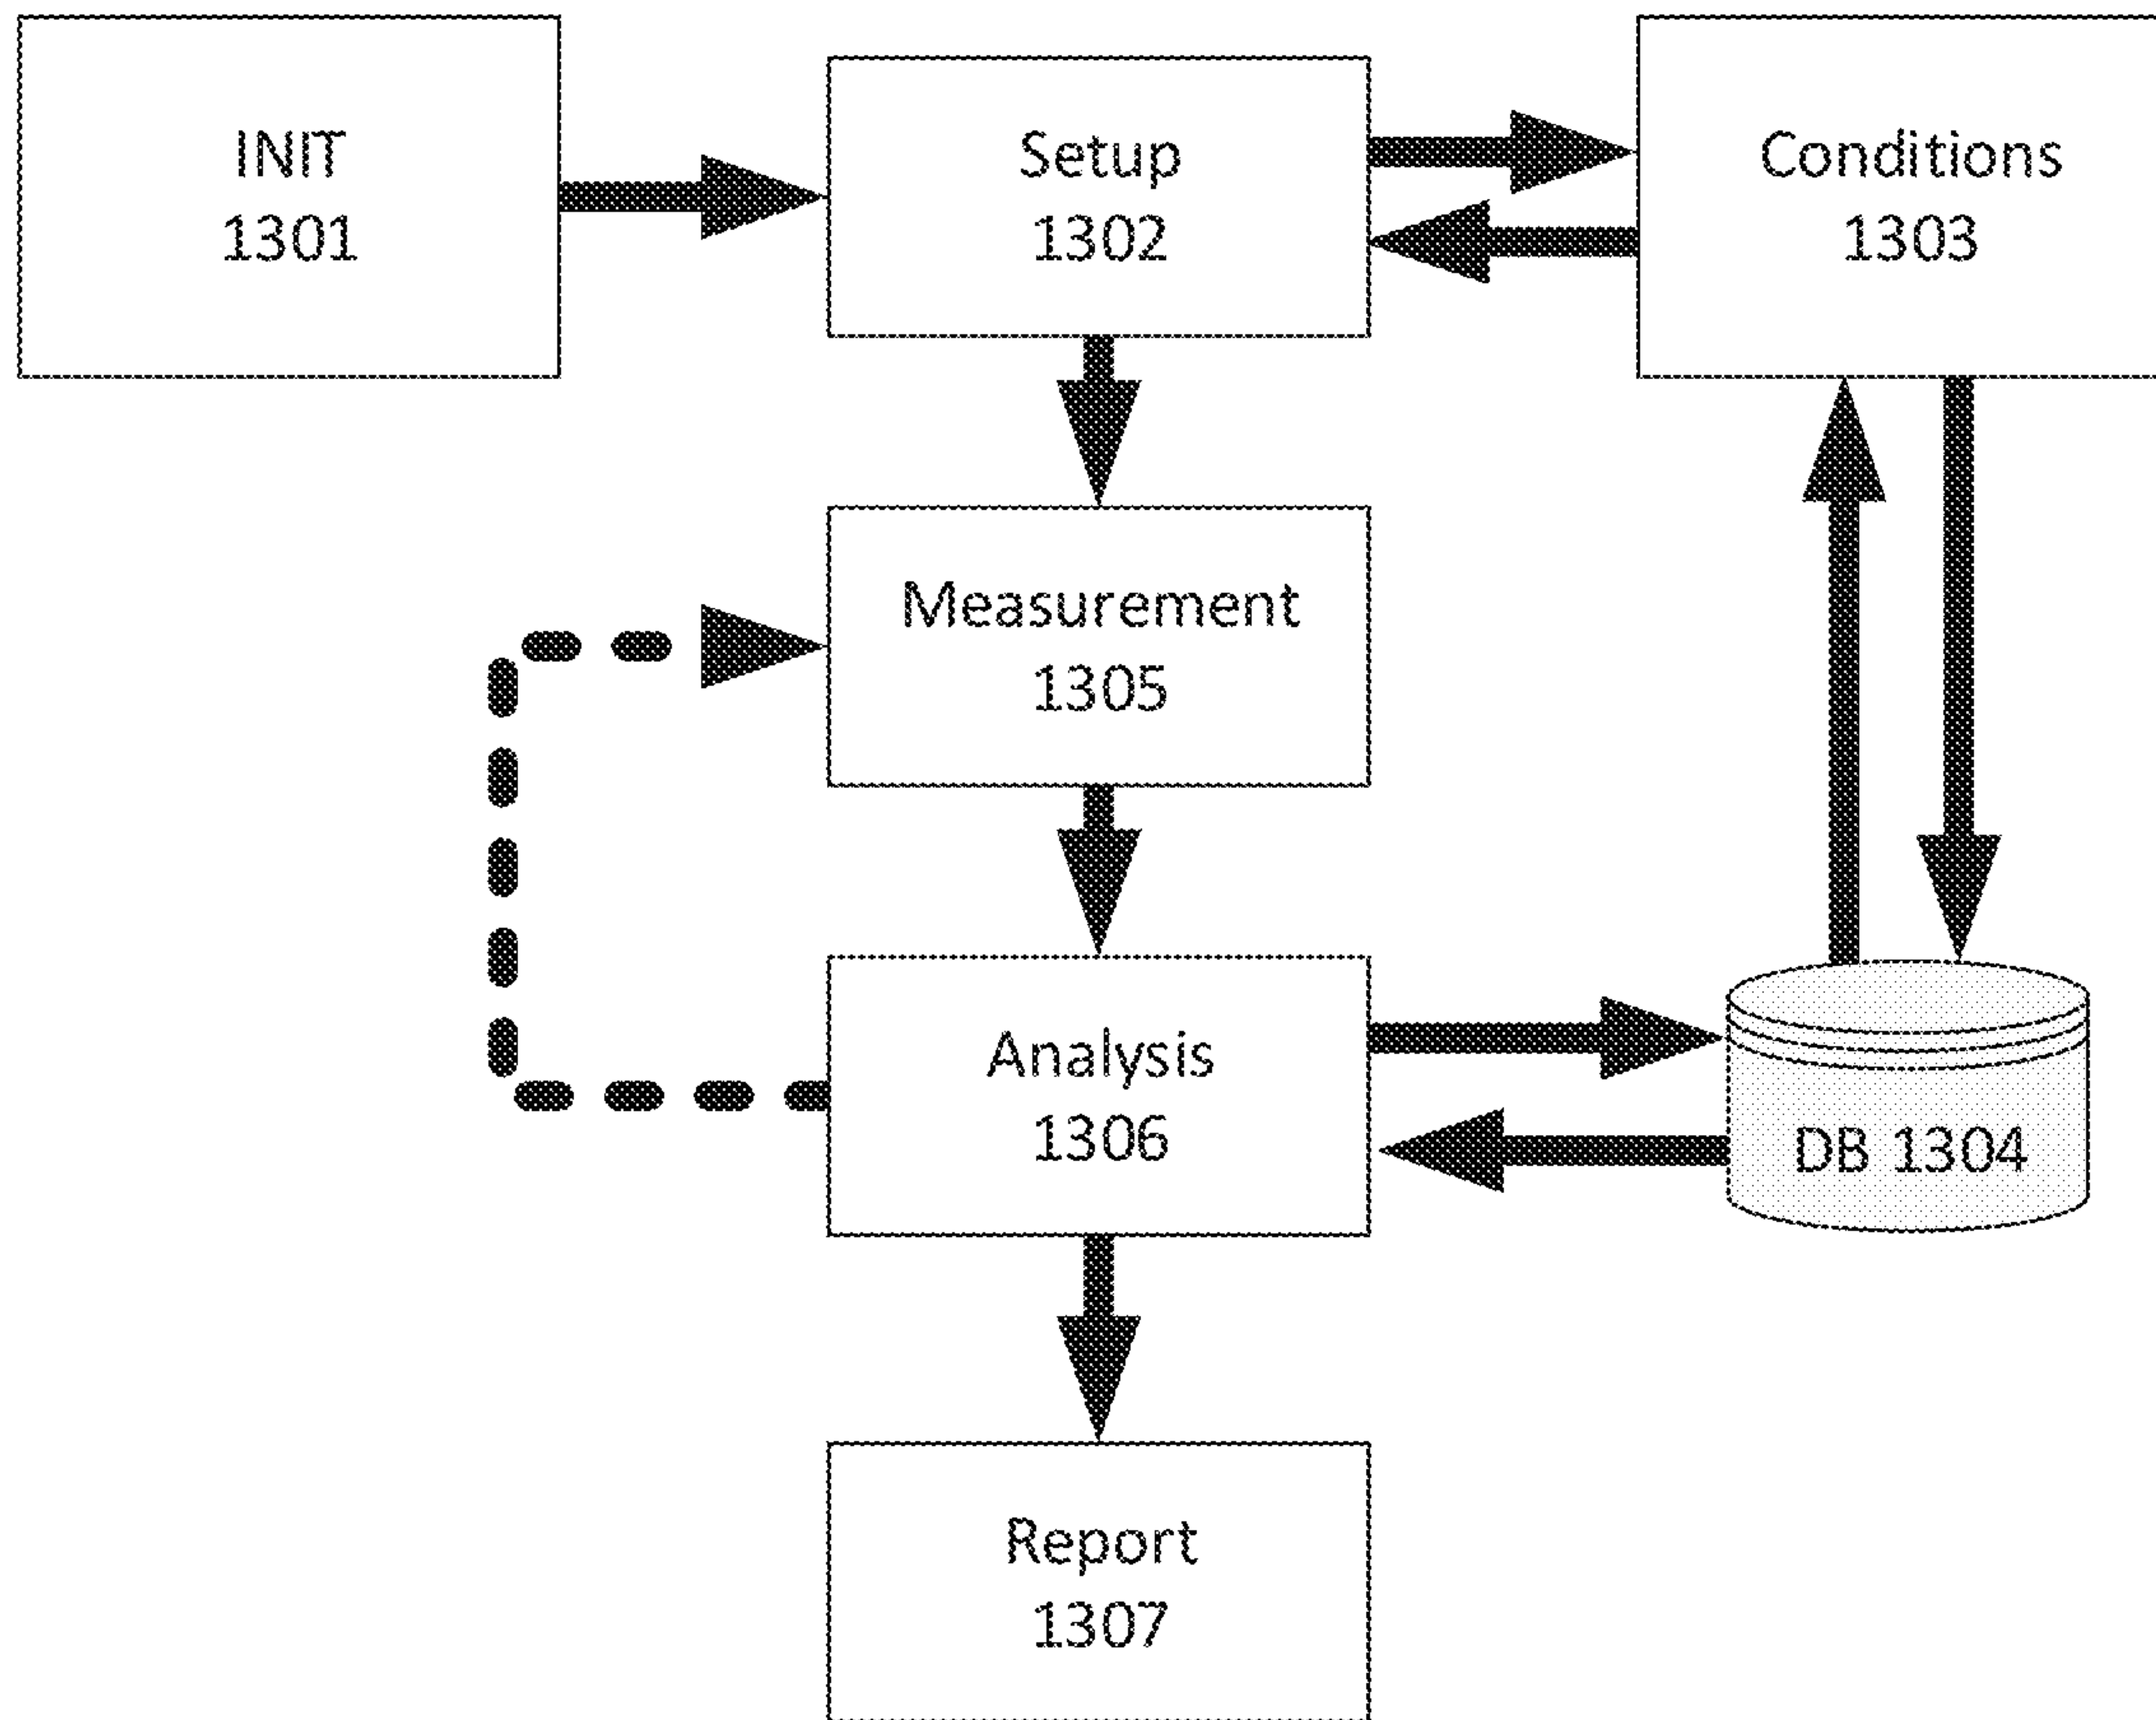 INIT
1301
Setup
1302
Conditions
1303
Measurement
1305
Analysis
1306
DB 1304
Report
1307